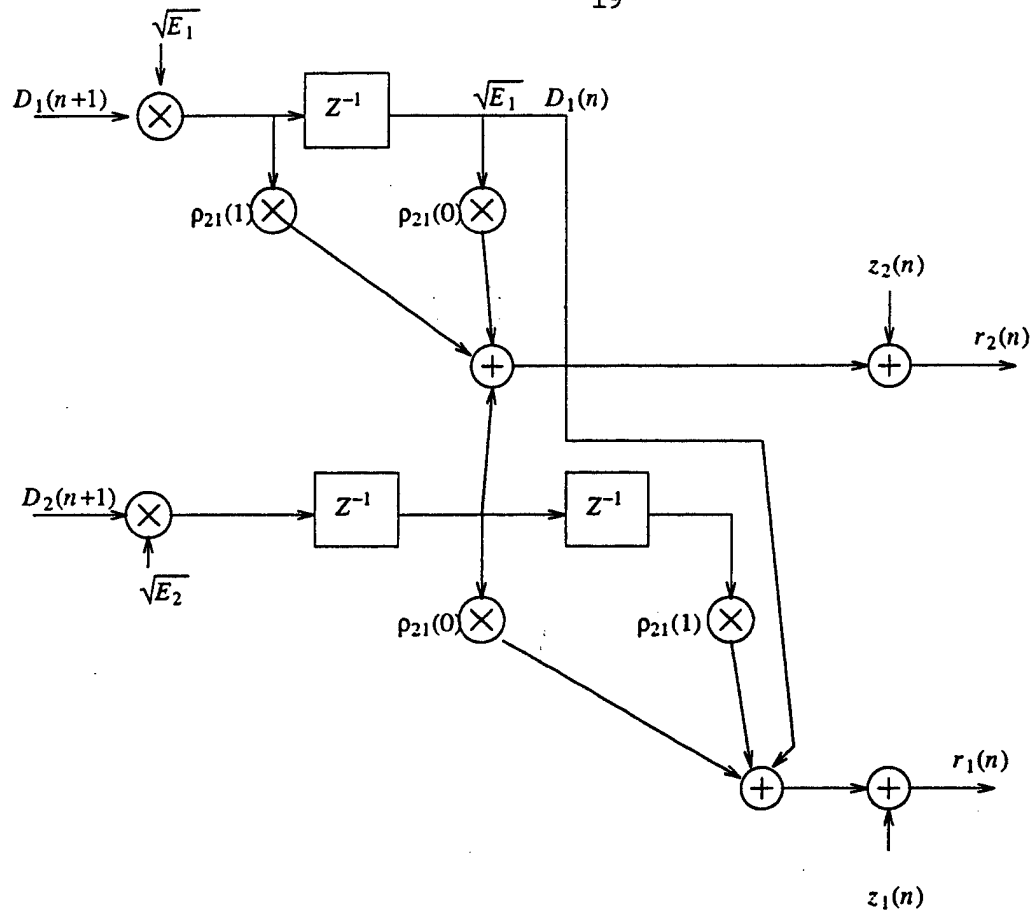 19
√E₁
D₁(n+1)
Z⁻¹
√E₁ D₁(n)
ρ₂₁(1)
ρ₂₁(0)
z₂(n)
r₂(n)
D₂(n+1)
Z⁻¹
Z⁻¹
√E₂
ρ₂₁(0)
ρ₂₁(1)
r₁(n)
z₁(n)